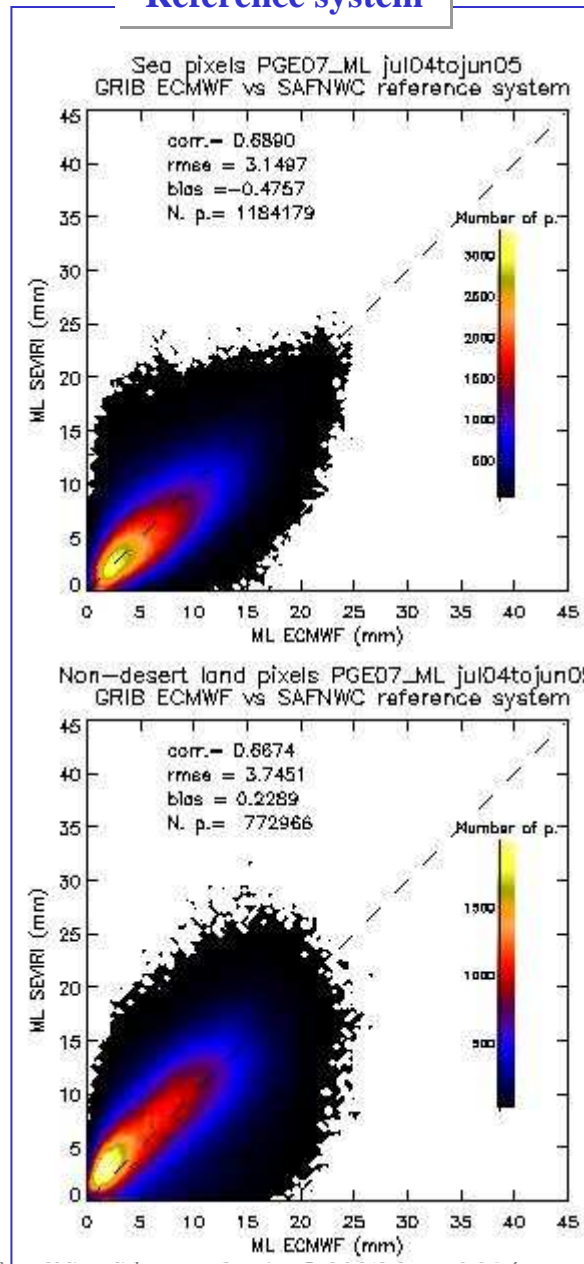 Reference system
Sea pixels PGE07_ML jul04tojun05
GRIB ECMWF vs SAFNWC reference system
corr.= 0.6890
rmse = 3.1497
bias =-0.4757
N. p.= 1184179
Number of p.
3000
2500
2000
1500
1000
500
45
40
35
30
25
20
15
10
5
0
ML SEVIRI (mm)
0 5 10 15 20 25 30 35 40 45
ML ECMWF (mm)
Non-desert land pixels PGE07_ML jul04tojun05
GRIB ECMWF vs SAFNWC reference system
corr.= 0.6674
rmse = 3.7451
bias = 0.2289
N. p.= 772966
Number of p.
1500
1000
500
45
40
35
30
25
20
15
10
5
0
ML SEVIRI (mm)
0 5 10 15 20 25 30 35 40 45
ML ECMWF (mm)